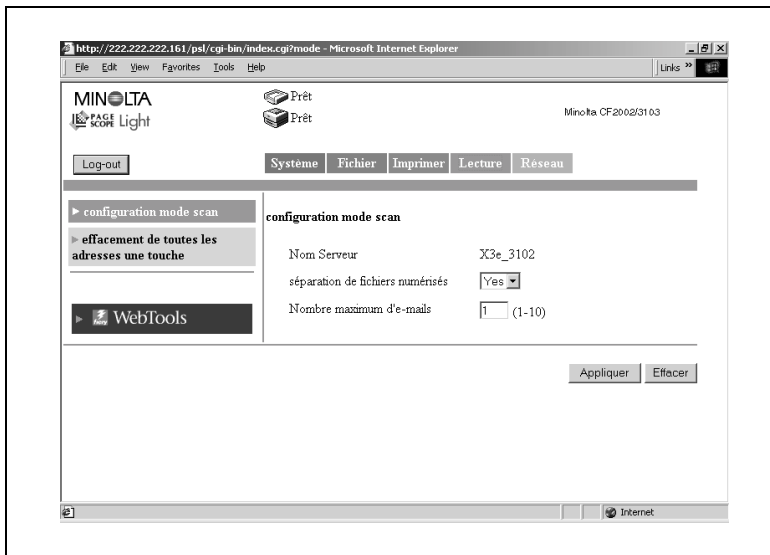 http://222.222.222.161/psl/cgi-bin/index.cgi?mode - Microsoft Internet Explorer
File Edit View Favorites Tools Help
Links »
MINOLTA
PAGE SCOPE Light
Prêt
Prêt
Minolta CF2002/3103
Log-out
Système Fichier Imprimer Lecture Réseau
configuration mode scan
effacement de toutes les
adresses une touche
WebTools
configuration mode scan
Nom Serveur X3e_3102
séparation de fichiers numérisés Yes
Nombre maximum d'e-mails 1 (1-10)
Appliquer Effacer
Internet